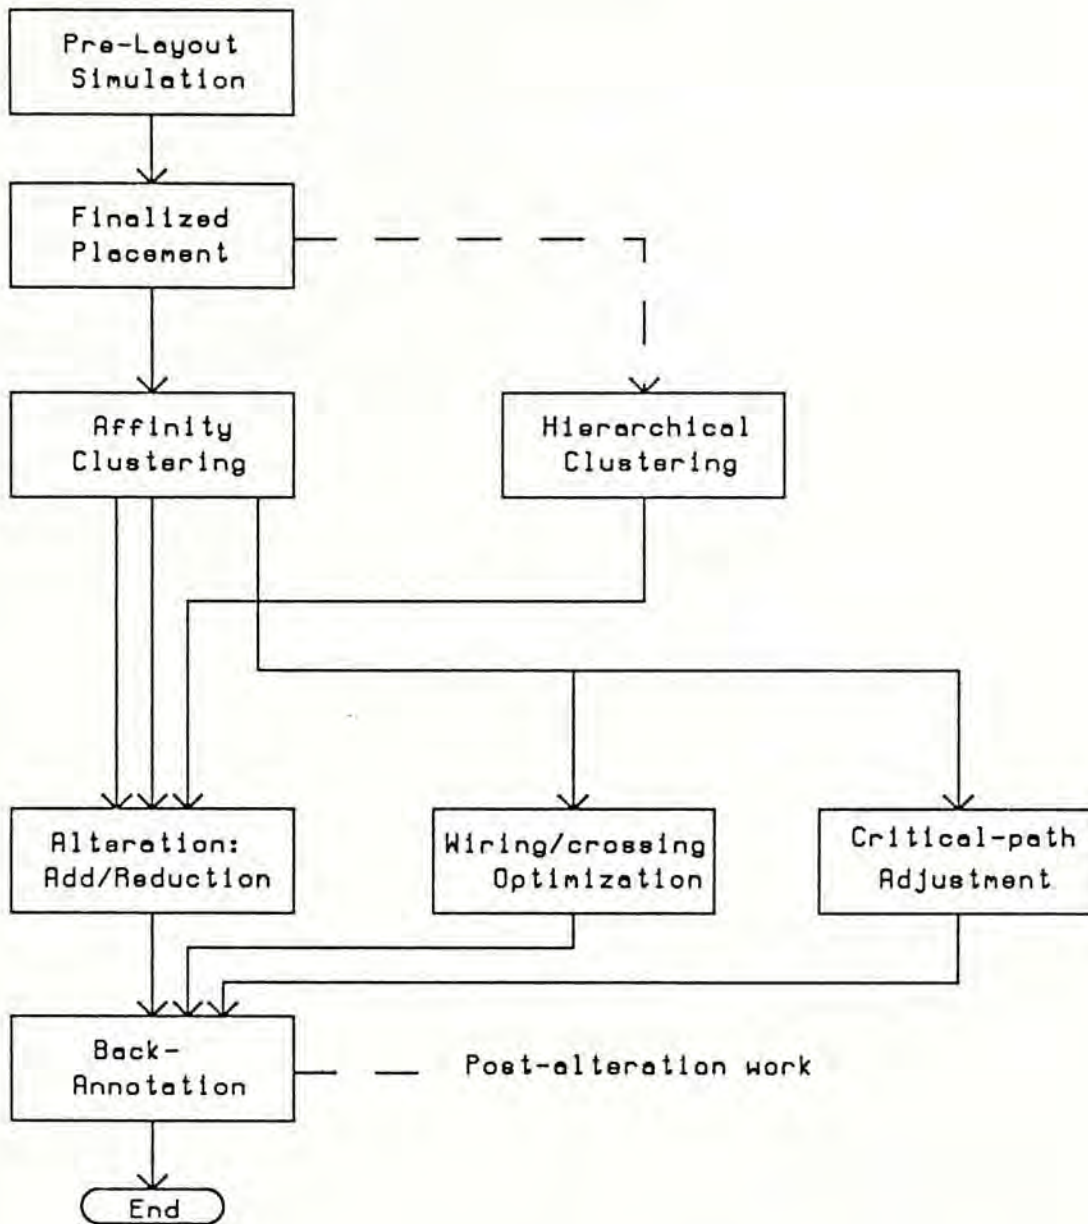 Pre-Layout
Simulation
Finalized
Placement
Affinity
Clustering
Hierarchical
Clustering
Alteration:
Add/Reduction
Wiring/crossing
Optimization
Critical-path
Adjustment
Back-
Annotation
Post-alteration work
End